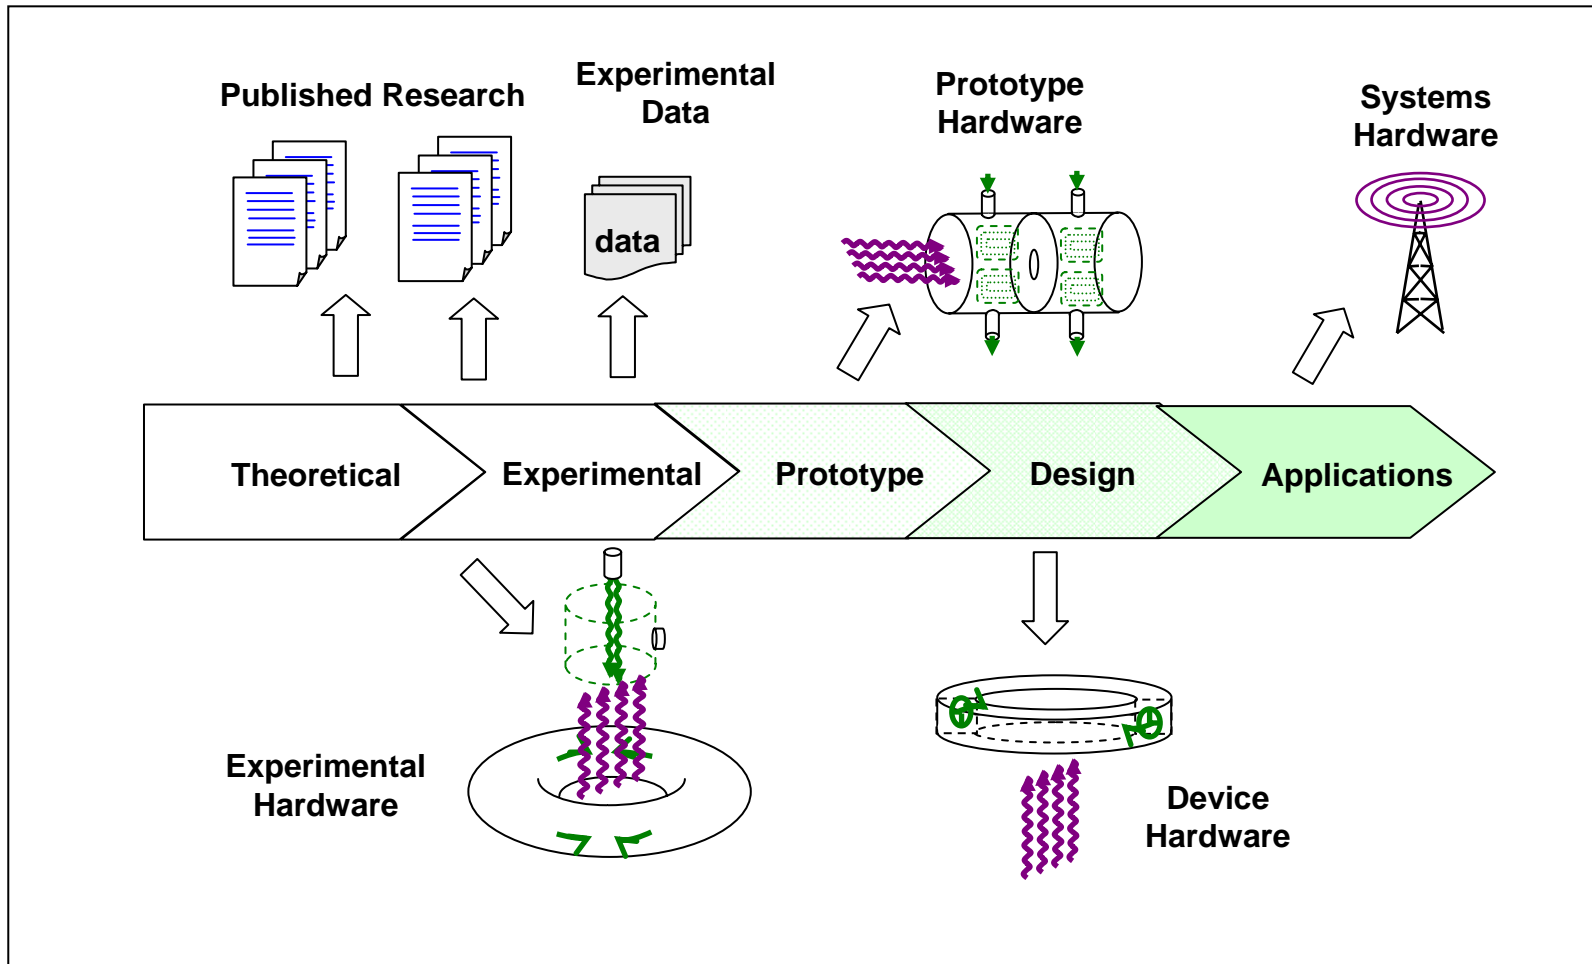 Published Research
Experimental
Data
Prototype
Hardware
Systems
Hardware
data
Theoretical
Experimental
Prototype
Design
Applications
Experimental
Hardware
Device
Hardware